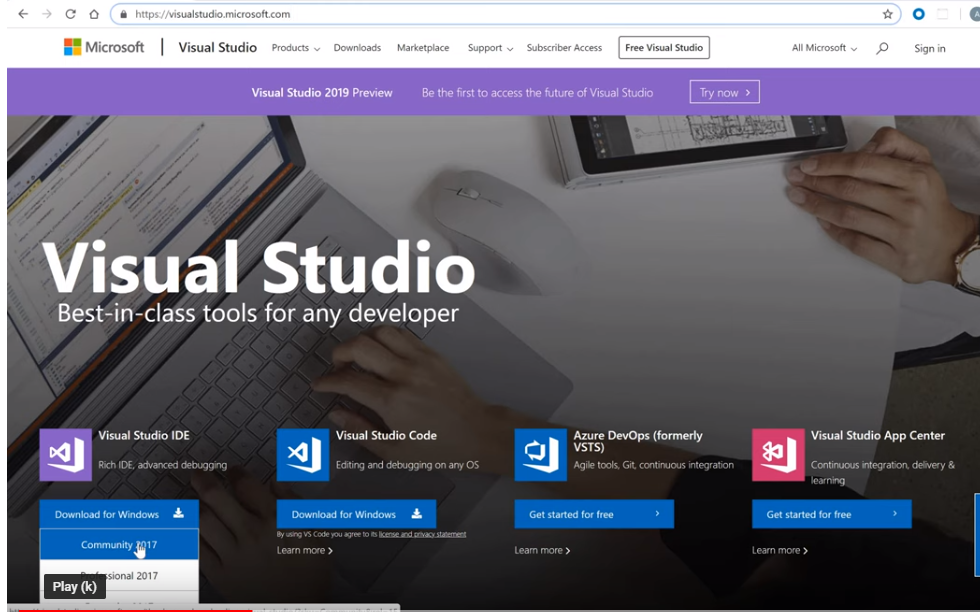 https://visualstudio.microsoft.com
Microsoft
Visual Studio
Products
Downloads
Marketplace
Support
Subscriber Access
Free Visual Studio
All Microsoft
Sign in
Visual Studio 2019 Preview
Be the first to access the future of Visual Studio
Try now
Visual Studio
Best-in-class tools for any developer
Visual Studio IDE
Rich IDE, advanced debugging
Download for Windows
Community 2017
Professional 2017
Play (k)
Visual Studio Code
Editing and debugging on any OS
Download for Windows
By using VS Code you agree to its license and privacy statement
Learn more
Azure DevOps (formerly
VSTS)
Agile tools, Git, continuous integration
Get started for free
Learn more
Visual Studio App Center
Continuous integration, delivery &
learning
Get started for free
Learn more